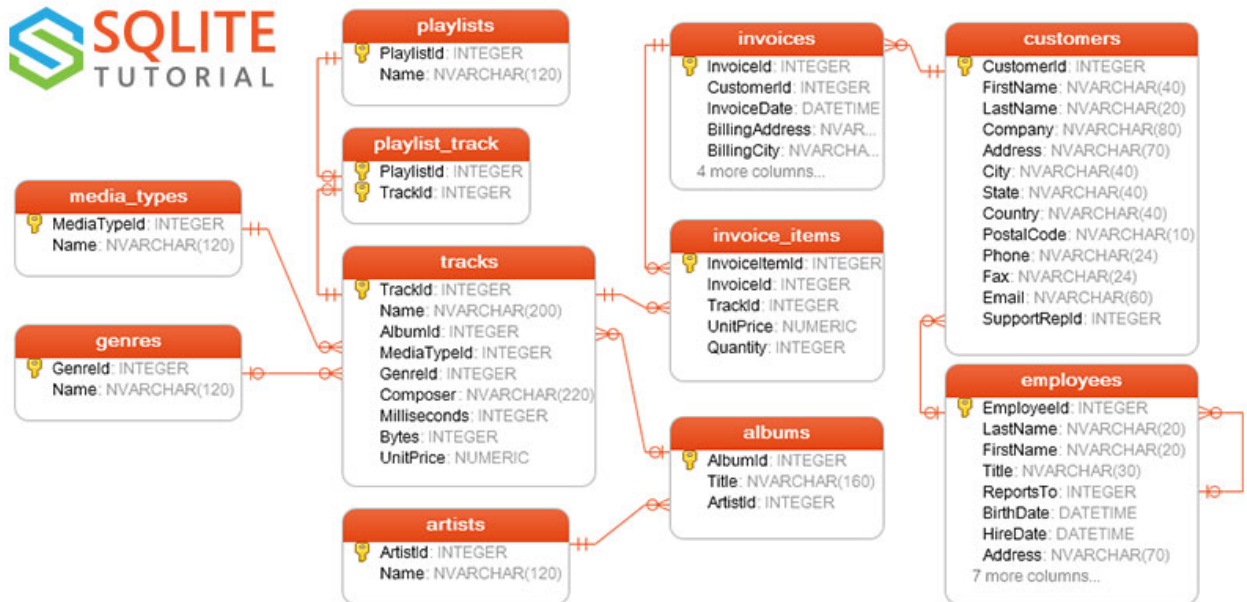 SQLITE
TUTORIAL
playlists
PlaylistId: INTEGER
Name: NVARCHAR(120)
playlist_track
PlaylistId: INTEGER
TrackId: INTEGER
media_types
MediaTypeId: INTEGER
Name: NVARCHAR(120)
genres
GenreId: INTEGER
Name: NVARCHAR(120)
tracks
TrackId: INTEGER
Name: NVARCHAR(200)
AlbumId: INTEGER
MediaTypeId: INTEGER
GenreId: INTEGER
Composer: NVARCHAR(220)
Milliseconds: INTEGER
Bytes: INTEGER
UnitPrice: NUMERIC
artists
ArtistId: INTEGER
Name: NVARCHAR(120)
invoices
InvoiceId: INTEGER
CustomerId: INTEGER
InvoiceDate: DATETIME
BillingAddress: NVAR...
BillingCity: NVARCHA...
4 more columns...
invoice_items
InvoiceItemId: INTEGER
InvoiceId: INTEGER
TrackId: INTEGER
UnitPrice: NUMERIC
Quantity: INTEGER
albums
AlbumId: INTEGER
Title: NVARCHAR(160)
ArtistId: INTEGER
customers
CustomerId: INTEGER
FirstName: NVARCHAR(40)
LastName: NVARCHAR(20)
Company: NVARCHAR(80)
Address: NVARCHAR(70)
City: NVARCHAR(40)
State: NVARCHAR(40)
Country: NVARCHAR(40)
PostalCode: NVARCHAR(10)
Phone: NVARCHAR(24)
Fax: NVARCHAR(24)
Email: NVARCHAR(60)
SupportRepId: INTEGER
employees
EmployeeId: INTEGER
LastName: NVARCHAR(20)
FirstName: NVARCHAR(20)
Title: NVARCHAR(30)
ReportsTo: INTEGER
BirthDate: DATETIME
HireDate: DATETIME
Address: NVARCHAR(70)
7 more columns...